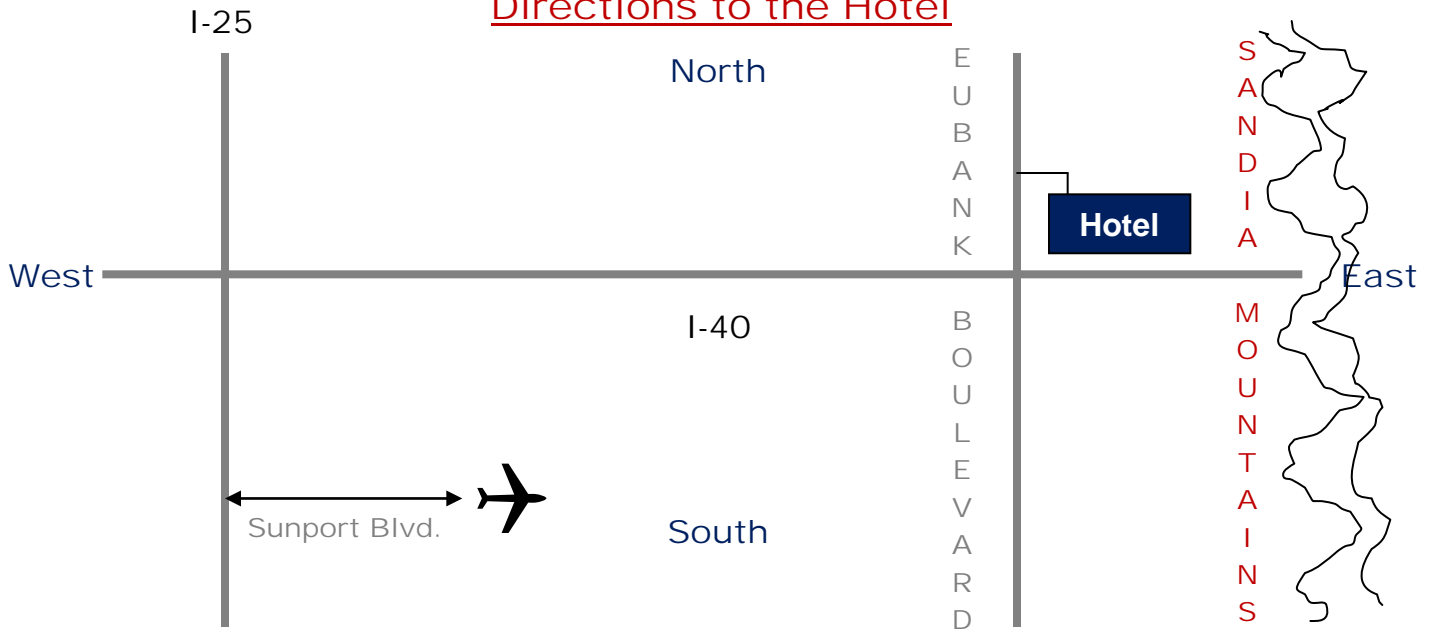 Directions to the Hotel
I-25
North
EUBANK
SANDIA
Hotel
West
East
I-40
BOULEVARD
MOUNTAINS
Sunport Blvd.
South